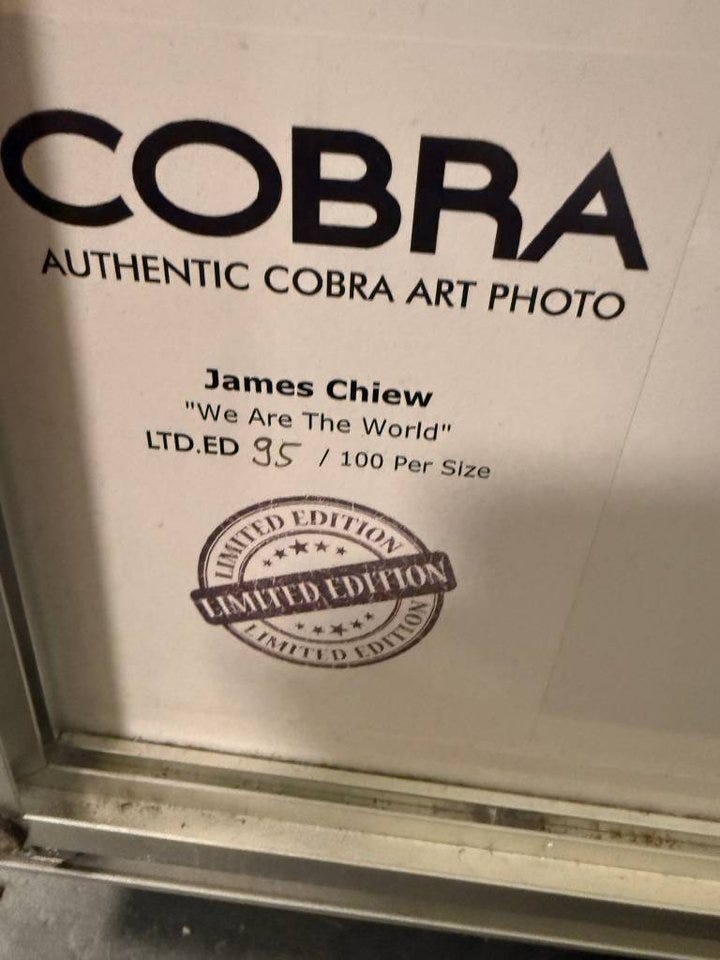 COBRA
AUTHENTIC COBRA ART PHOTO
James Chiew
"We Are The World"
LTD.ED 95 / 100 Per Size
LIMITED EDITION
LIMITED EDITION
LIMITED EDITION